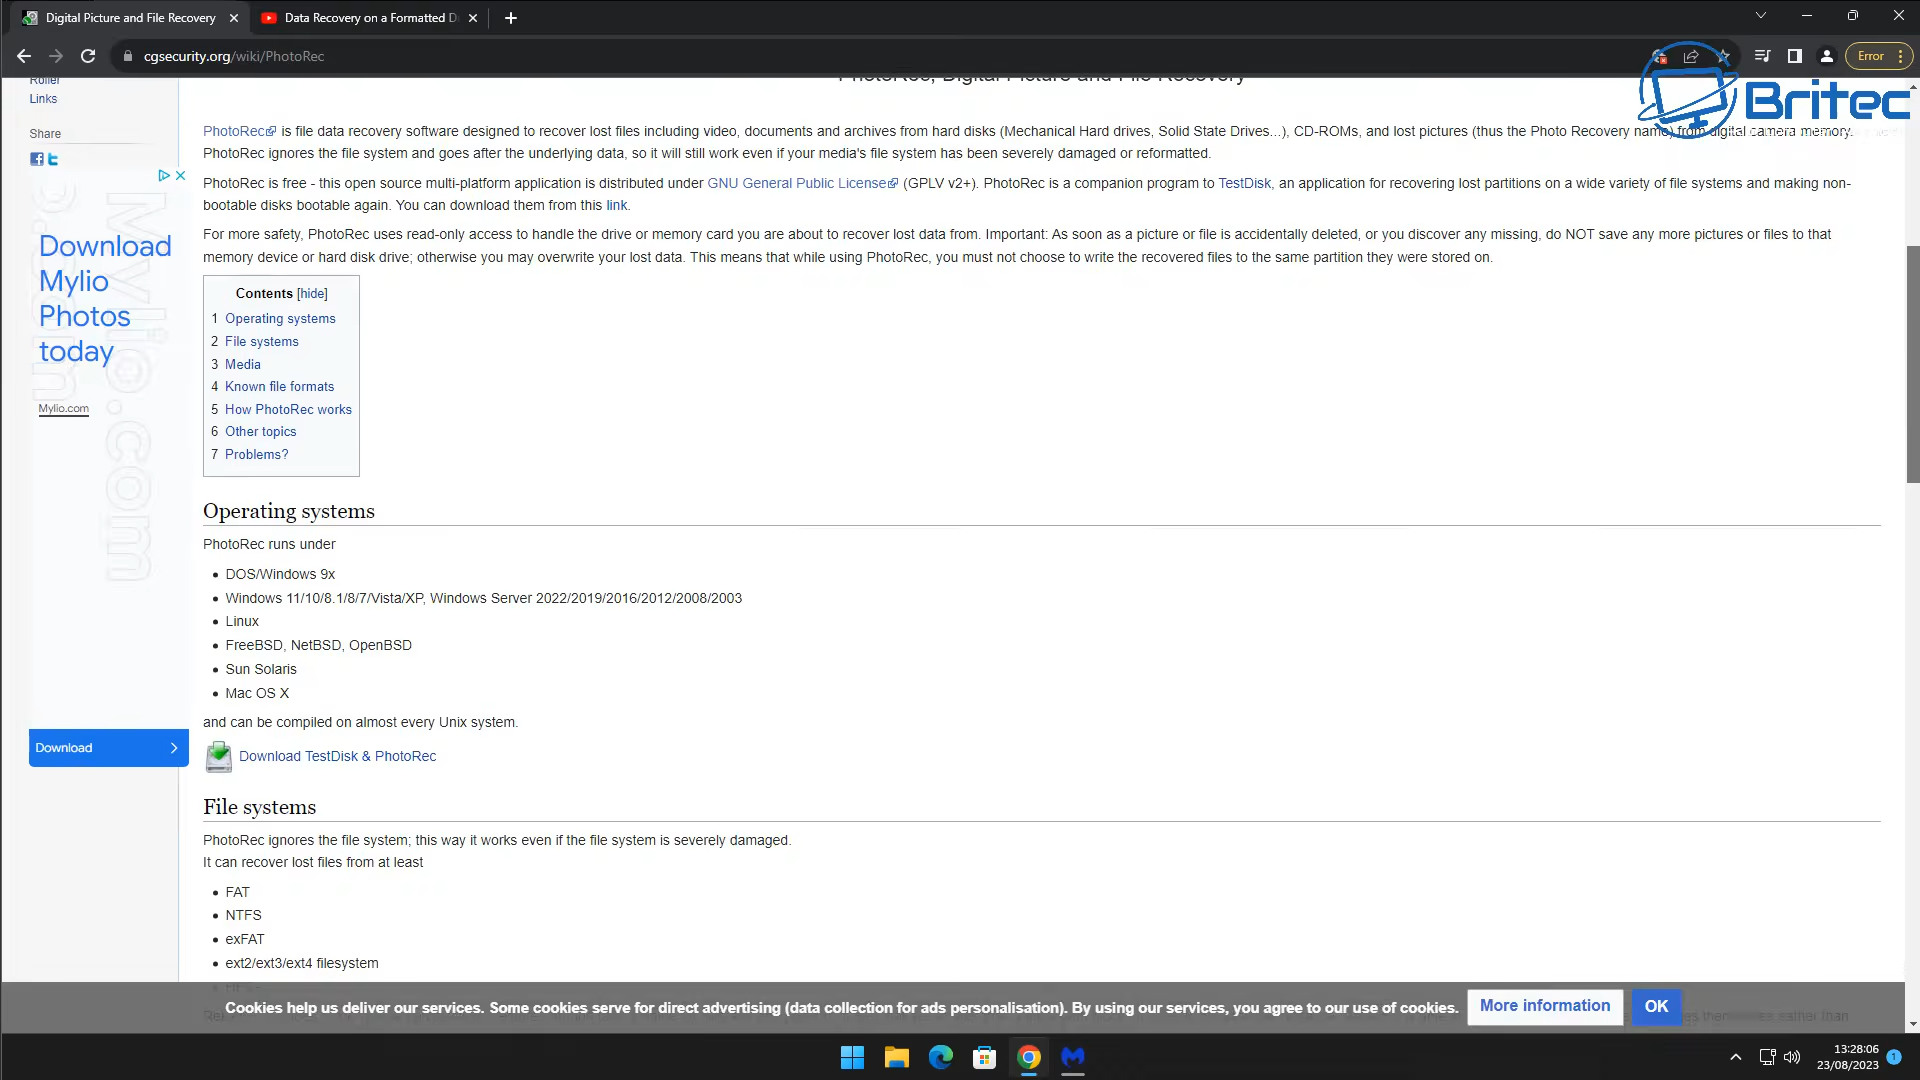 Digital Picture and File Recovery
Data Recovery on a Formatted D
cgsecurity.org/wiki/PhotoRec
Error
Britec
Roller
Links
Share
Download
Mylio
Photos
today
Mylio.com
Download
PhotoRec, Digital Picture and File Recovery
PhotoRec is file data recovery software designed to recover lost files including video, documents and archives from hard disks (Mechanical Hard drives, Solid State Drives...), CD-ROMs, and lost pictures (thus the Photo Recovery name) from digital camera memory.
PhotoRec ignores the file system and goes after the underlying data, so it will still work even if your media's file system has been severely damaged or reformatted.
PhotoRec is free - this open source multi-platform application is distributed under GNU General Public License (GPLV v2+). PhotoRec is a companion program to TestDisk, an application for recovering lost partitions on a wide variety of file systems and making non-
bootable disks bootable again. You can download them from this link.
For more safety, PhotoRec uses read-only access to handle the drive or memory card you are about to recover lost data from. Important: As soon as a picture or file is accidentally deleted, or you discover any missing, do NOT save any more pictures or files to that
memory device or hard disk drive; otherwise you may overwrite your lost data. This means that while using PhotoRec, you must not choose to write the recovered files to the same partition they were stored on.
Contents [hide]
1 Operating systems
2 File systems
3 Media
4 Known file formats
5 How PhotoRec works
6 Other topics
7 Problems?
Operating systems
PhotoRec runs under
DOS/Windows 9x
Windows 11/10/8.1/8/7/Vista/XP, Windows Server 2022/2019/2016/2012/2008/2003
Linux
FreeBSD, NetBSD, OpenBSD
Sun Solaris
Mac OS X
and can be compiled on almost every Unix system.
Download TestDisk & PhotoRec
File systems
PhotoRec ignores the file system; this way it works even if the file system is severely damaged.
It can recover lost files from at least
FAT
NTFS
exFAT
ext2/ext3/ext4 filesystem
Cookies help us deliver our services. Some cookies serve for direct advertising (data collection for ads personalisation). By using our services, you agree to our use of cookies.
More information
OK
13:28:06
23/08/2023
1